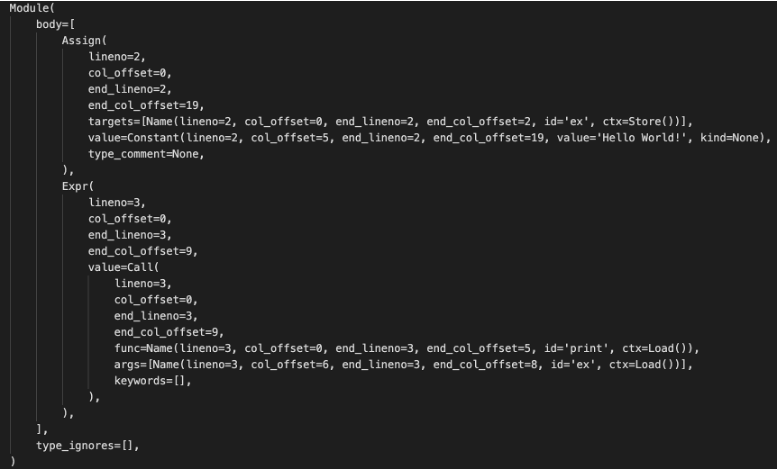 Module(
    body=[
        Assign(
            lineno=2,
            col_offset=0,
            end_lineno=2,
            end_col_offset=19,
            targets=[Name(lineno=2, col_offset=0, end_lineno=2, end_col_offset=2, id='ex', ctx=Store())],
            value=Constant(lineno=2, col_offset=5, end_lineno=2, end_col_offset=19, value='Hello World!', kind=None),
            type_comment=None,
        ),
        Expr(
            lineno=3,
            col_offset=0,
            end_lineno=3,
            end_col_offset=9,
            value=Call(
                lineno=3,
                col_offset=0,
                end_lineno=3,
                end_col_offset=9,
                func=Name(lineno=3, col_offset=0, end_lineno=3, end_col_offset=5, id='print', ctx=Load()),
                args=[Name(lineno=3, col_offset=6, end_lineno=3, end_col_offset=8, id='ex', ctx=Load())],
                keywords=[],
            ),
        ),
    ],
    type_ignores=[],
)